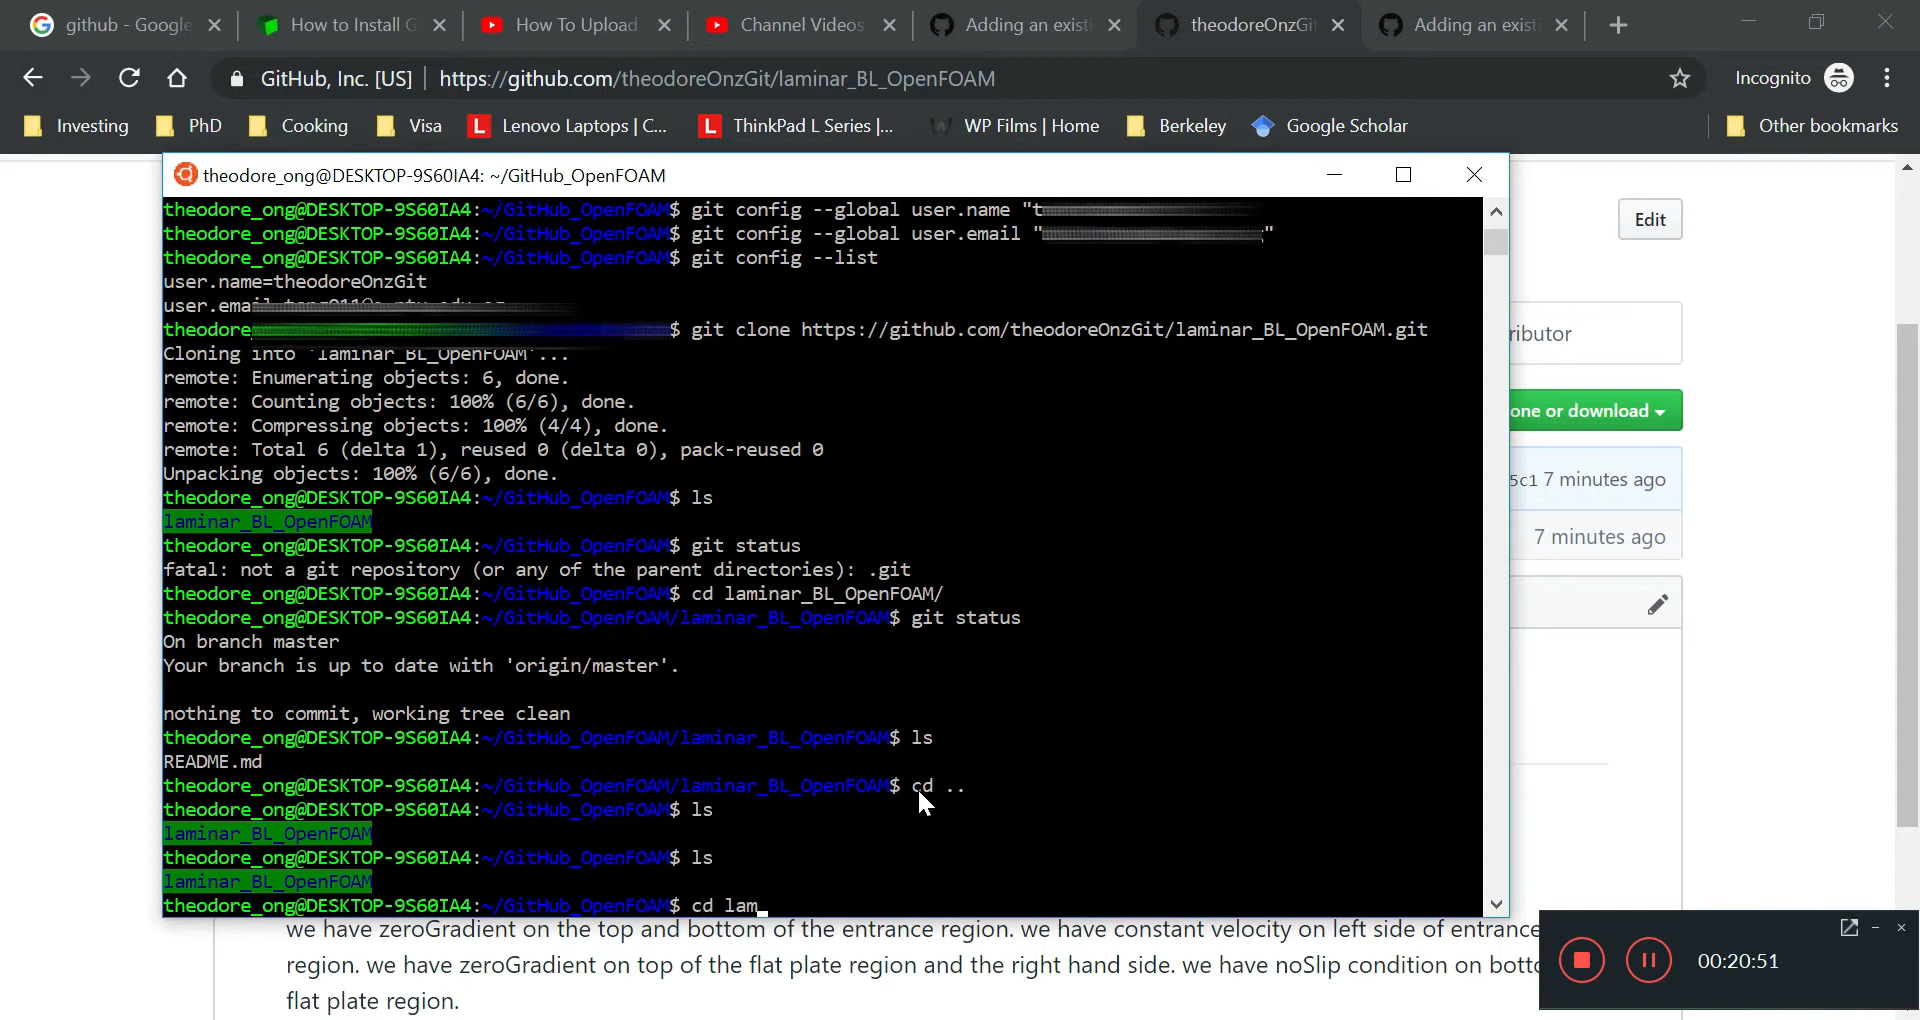 github - Google
How to Install G
How To Upload
Channel Videos
Adding an existi
theodoreOnzGit
Adding an existi
GitHub, Inc. [US]
https://github.com/theodoreOnzGit/laminar_BL_OpenFOAM
Incognito
Investing
PhD
Cooking
Visa
Lenovo Laptops | C...
ThinkPad L Series |...
WP Films | Home
Berkeley
Google Scholar
Other bookmarks
theodore_ong@DESKTOP-9S60IA4: ~/GitHub_OpenFOAM
Edit
theodore_ong@DESKTOP-9S60IA4:~/GitHub_OpenFOAM$ git config --global user.name "t
theodore_ong@DESKTOP-9S60IA4:~/GitHub_OpenFOAM$ git config --global user.email ""
theodore_ong@DESKTOP-9S60IA4:~/GitHub_OpenFOAM$ git config --list
user.name=theodoreOnzGit
user.ema
theodore$ git clone https://github.com/theodoreOnzGit/laminar_BL_OpenFOAM.git
ributor
Cloning into 'laminar_BL_OpenFOAM'...
remote: Enumerating objects: 6, done.
remote: Counting objects: 100% (6/6), done.
one or download
remote: Compressing objects: 100% (4/4), done.
remote: Total 6 (delta 1), reused 0 (delta 0), pack-reused 0
Unpacking objects: 100% (6/6), done.
5c1 7 minutes ago
theodore_ong@DESKTOP-9S60IA4:~/GitHub_OpenFOAM$ ls
laminar_BL_OpenFOAM
7 minutes ago
theodore_ong@DESKTOP-9S60IA4:~/GitHub_OpenFOAM$ git status
fatal: not a git repository (or any of the parent directories): .git
theodore_ong@DESKTOP-9S60IA4:~/GitHub_OpenFOAM$ cd laminar_BL_OpenFOAM/
theodore_ong@DESKTOP-9S60IA4:~/GitHub_OpenFOAM/laminar_BL_OpenFOAM$ git status
On branch master
Your branch is up to date with 'origin/master'.
nothing to commit, working tree clean
theodore_ong@DESKTOP-9S60IA4:~/GitHub_OpenFOAM/laminar_BL_OpenFOAM$ ls
README.md
theodore_ong@DESKTOP-9S60IA4:~/GitHub_OpenFOAM/laminar_BL_OpenFOAM$ cd ..
theodore_ong@DESKTOP-9S60IA4:~/GitHub_OpenFOAM$ ls
laminar_BL_OpenFOAM
theodore_ong@DESKTOP-9S60IA4:~/GitHub_OpenFOAM$ ls
laminar_BL_OpenFOAM
theodore_ong@DESKTOP-9S60IA4:~/GitHub_OpenFOAM$ cd lam_
we have zeroGradient on the top and bottom of the entrance region. we have constant velocity on left side of entrance
region. we have zeroGradient on top of the flat plate region and the right hand side. we have noSlip condition on botto
flat plate region.
00:20:51